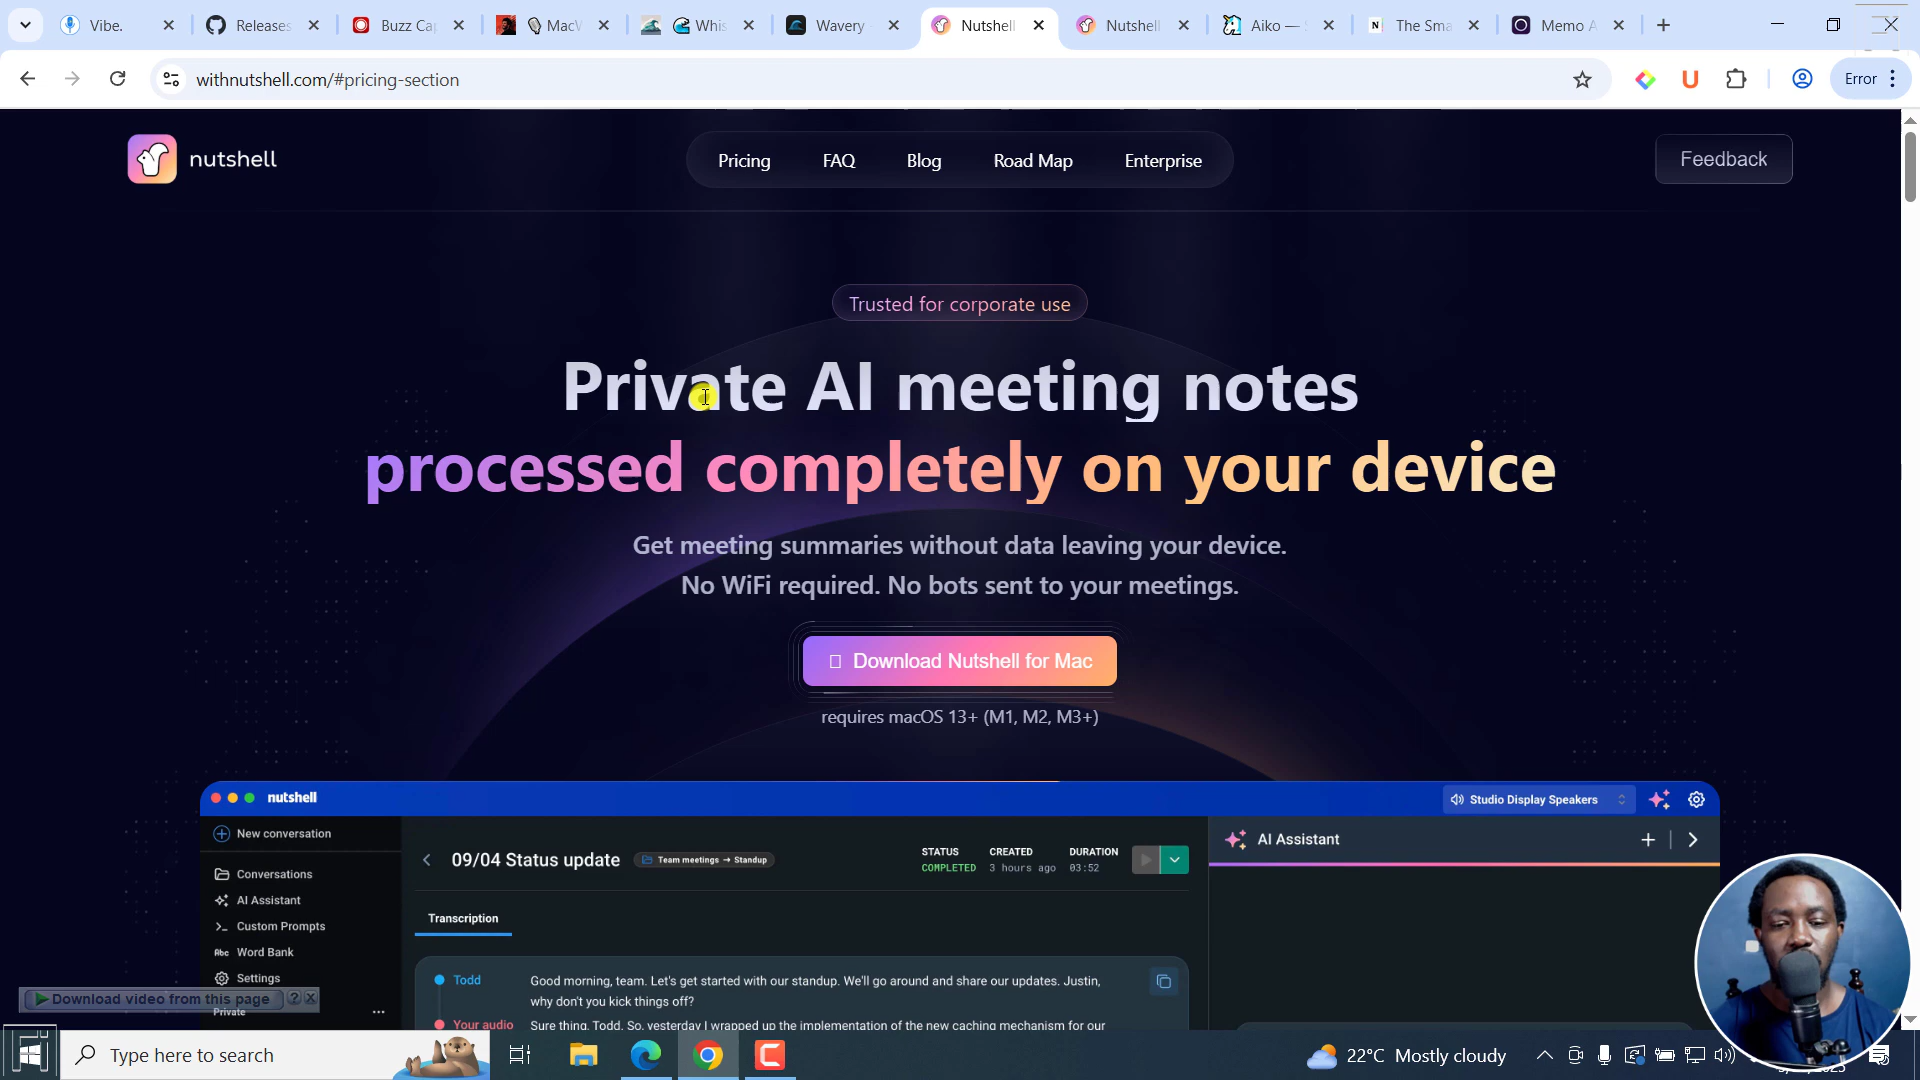 Vibe.
Releases
Buzz Cap
MacW
Whis
Wavery
Nutshell
Nutshell
Aiko — S
The Sma
Memo A
withnutshell.com/#pricing-section
Error
nutshell
Pricing
FAQ
Blog
Road Map
Enterprise
Feedback
Trusted for corporate use
Private AI meeting notes
processed completely on your device
Get meeting summaries without data leaving your device.
No WiFi required. No bots sent to your meetings.
Download Nutshell for Mac
requires macOS 13+ (M1, M2, M3+)
nutshell
Studio Display Speakers
New conversation
Conversations
AI Assistant
Custom Prompts
Word Bank
Settings
Private
09/04 Status update
Team meetings → Standup
STATUS
COMPLETED
CREATED
3 hours ago
DURATION
03:52
AI Assistant
Transcription
Todd
Good morning, team. Let's get started with our standup. We'll go around and share our updates. Justin,
why don't you kick things off?
Your audio
Sure thing, Todd. So, yesterday I wrapped up the implementation of the new caching mechanism for our
Download video from this page
Type here to search
22°C Mostly cloudy